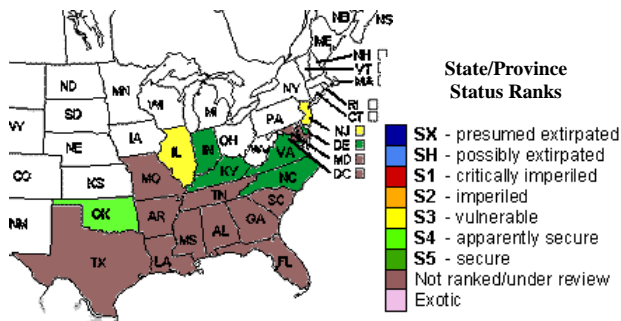 NB
NS
ME
NH
VT
MA
ND
MN
NY
SD
WI
MI
RI
CT
WY
IA
PA
NE
NJ
IL
IN
OH
DE
WV
VA
MD
CO
KS
MO
KY
DC
NC
TN
OK
AR
SC
NM
MS
AL
GA
TX
LA
FL
State/Province
Status Ranks
SX - presumed extirpated
SH - possibly extirpated
S1 - critically imperiled
S2 - imperiled
S3 - vulnerable
S4 - apparently secure
S5 - secure
Not ranked/under review
Exotic